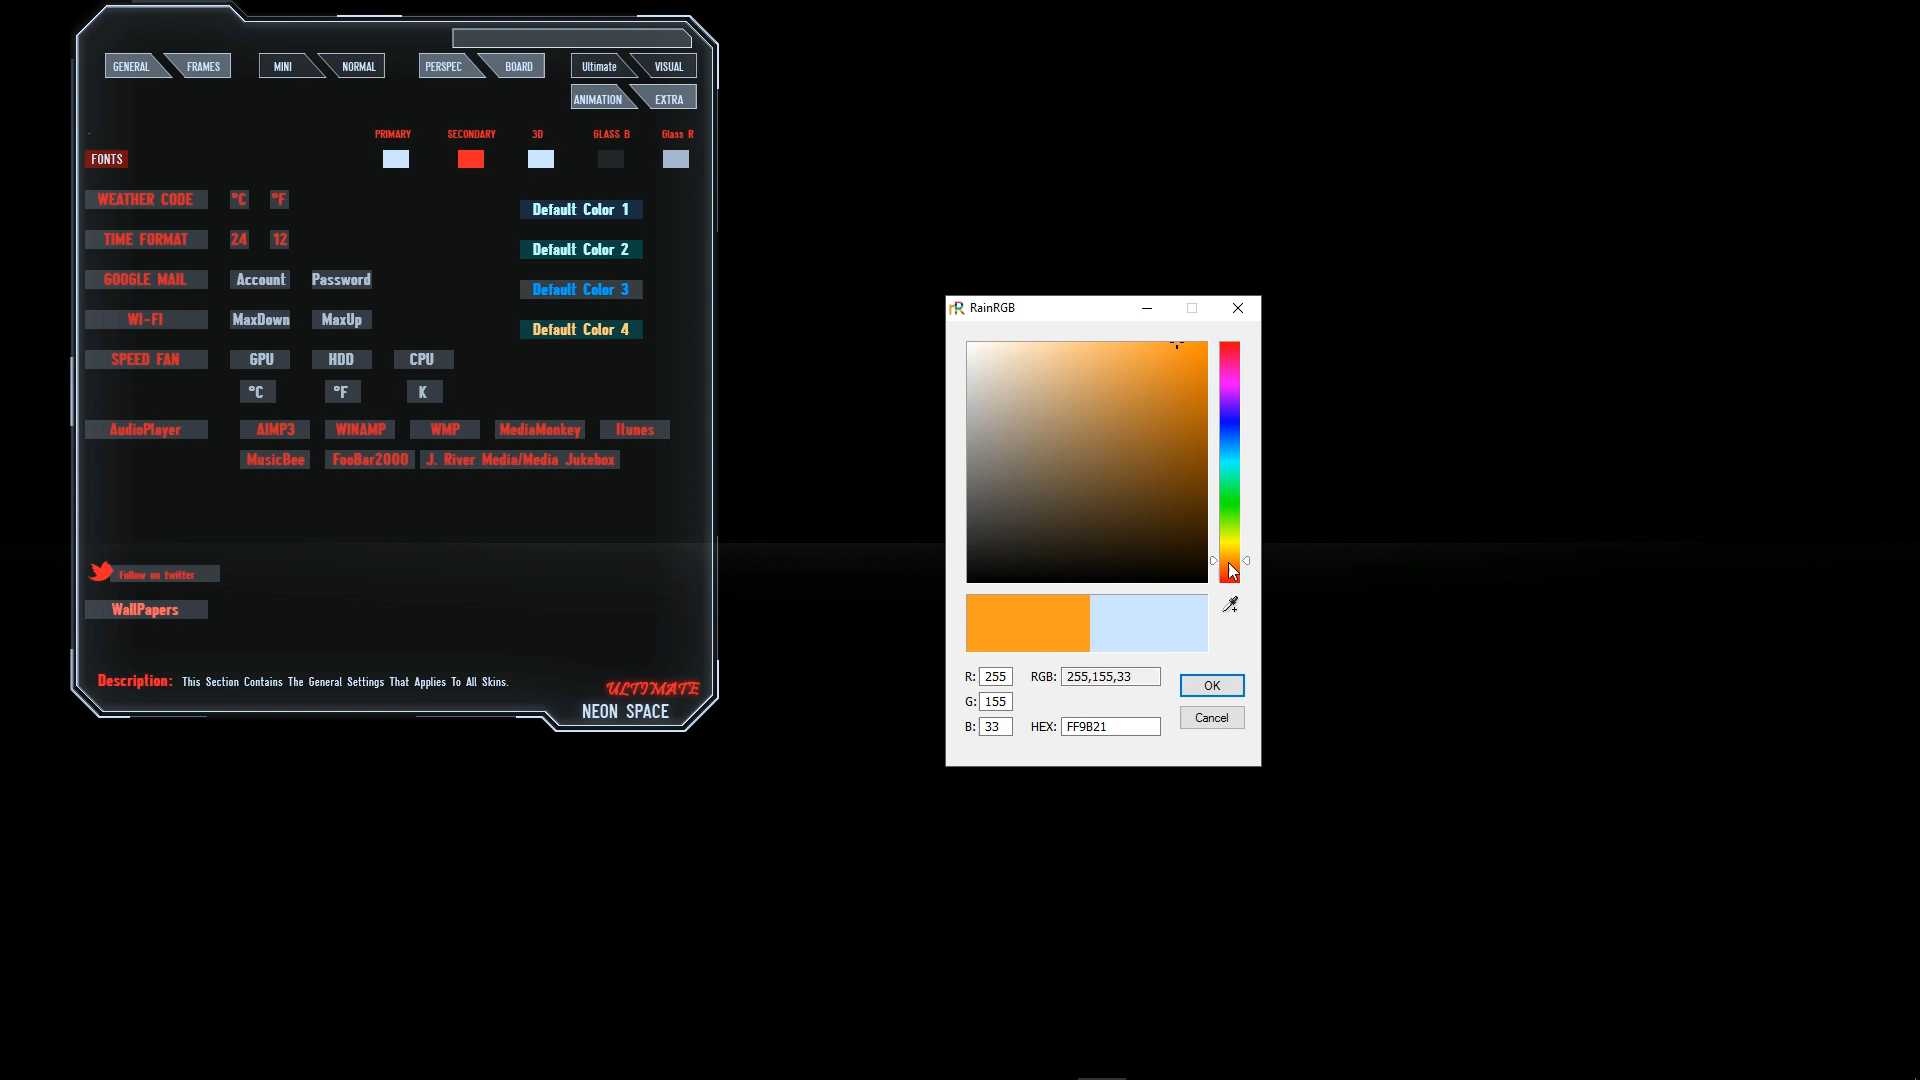 GENERAL FRAMES MINI NORMAL PERSPEC BOARD Ultimate VISUAL
ANIMATION EXTRA
PRIMARY SECONDARY 3D GLASS B Glass R
FONTS
WEATHER CODE °C °F
Default Color 1
TIME FORMAT 24 12
Default Color 2
GOOGLE MAIL Account Password
Default Color 3
WI-FI MaxDown MaxUp
Default Color 4
SPEED FAN GPU HDD CPU
°C °F K
AudioPlayer AIMP3 WINAMP WMP MediaMonkey Itunes
MusicBee FooBar2000 J. River Media/Media Jukebox
Follow on twitter
WallPapers
Description: This Section Contains The General Settings That Applies To All Skins.
ULTIMATE
NEON SPACE
RainRGB
R: 255 RGB: 255,155,33
OK
G: 155
Cancel
B: 33 HEX: FF9B21